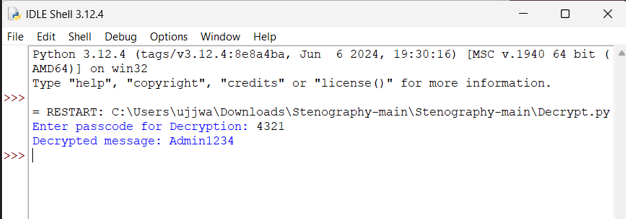 IDLE Shell 3.12.4
File Edit Shell Debug Options Window Help
Python 3.12.4 (tags/v3.12.4:8e8a4ba, Jun  6 2024, 19:30:16) [MSC v.1940 64 bit (
AMD64)] on win32
Type "help", "copyright", "credits" or "license()" for more information.
>>>
= RESTART: C:\Users\ujjwa\Downloads\Stenography-main\Stenography-main\Decrypt.py
Enter passcode for Decryption: 4321
Decrypted message: Admin1234
>>>